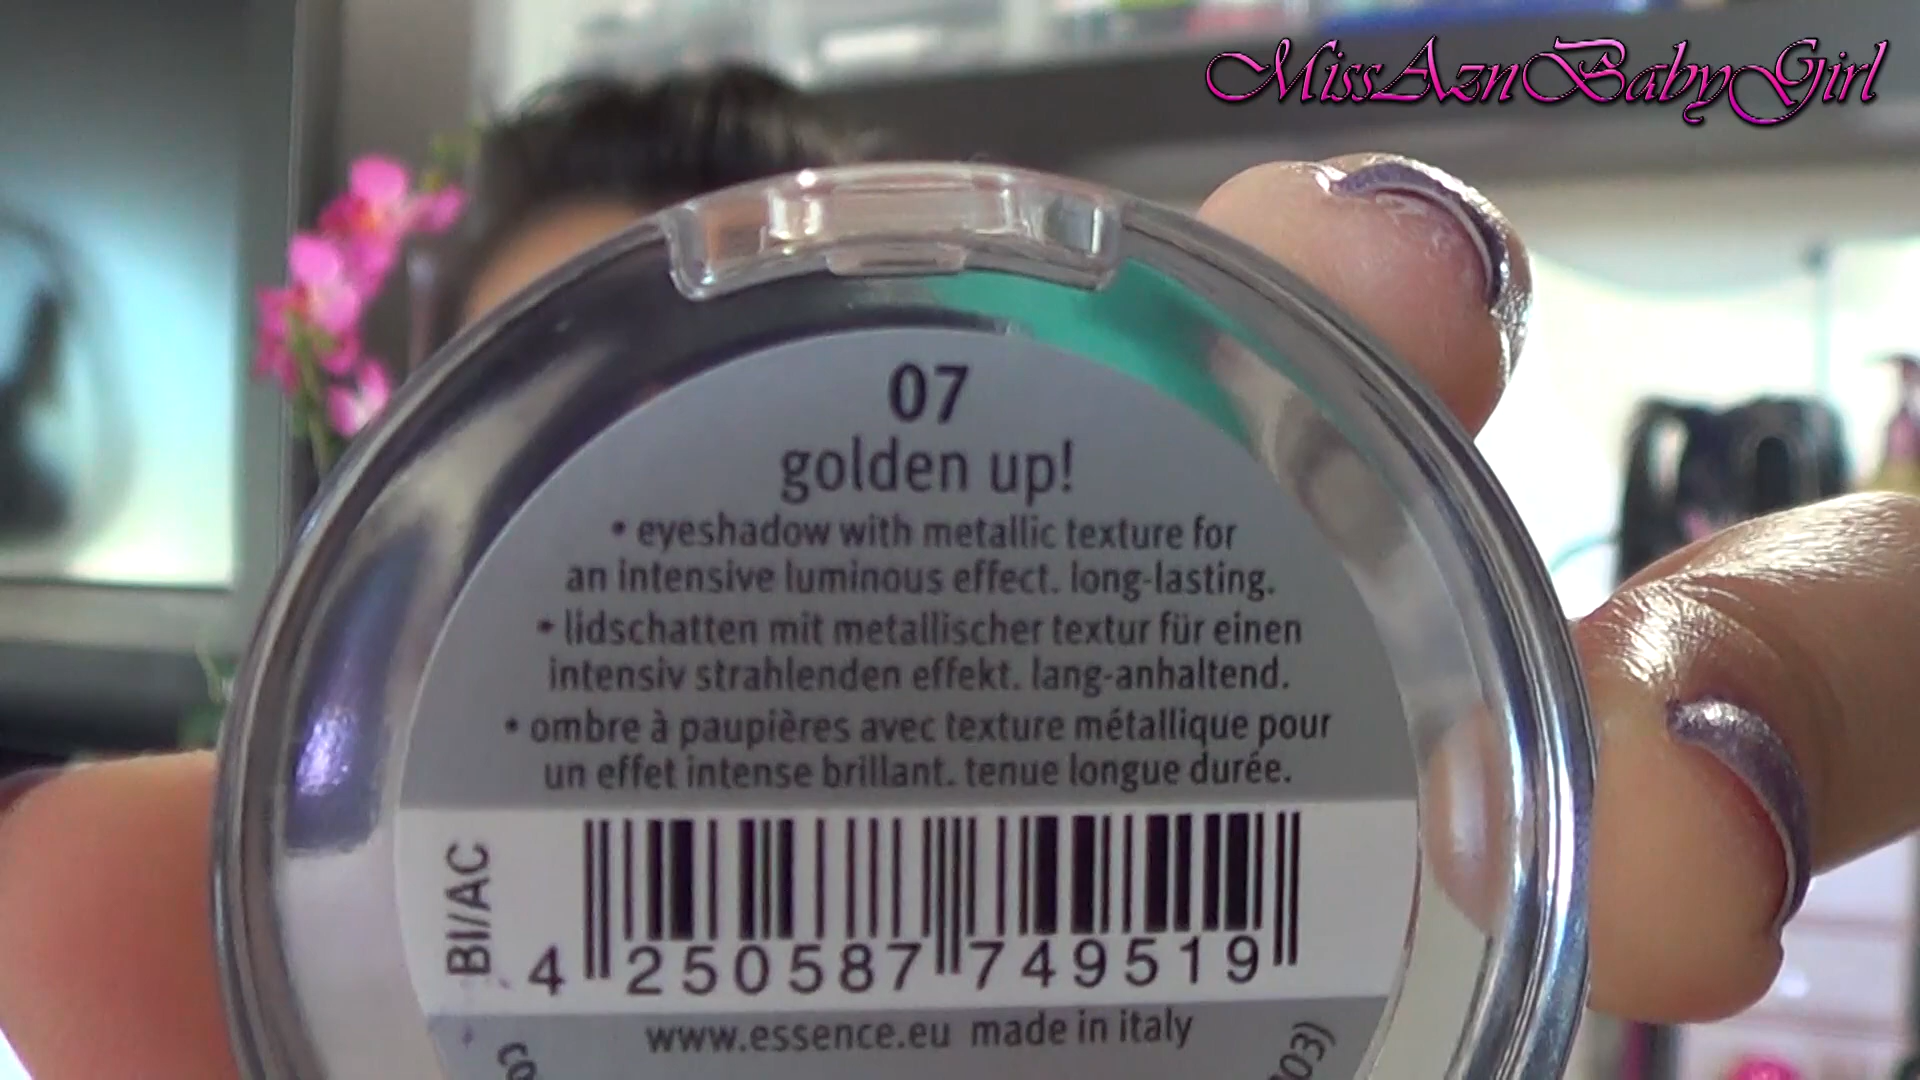 MissAznBabyGirl
07
golden up!
• eyeshadow with metallic texture for
an intensive luminous effect. long-lasting.
• lidschatten mit metallischer textur für einen
intensiv strahlenden effekt. lang-anhaltend.
• ombre à paupières avec texture métallique pour
un effet intense brillant. tenue longue durée.
BI/AC
4 250587 749519
www.essence.eu made in italy